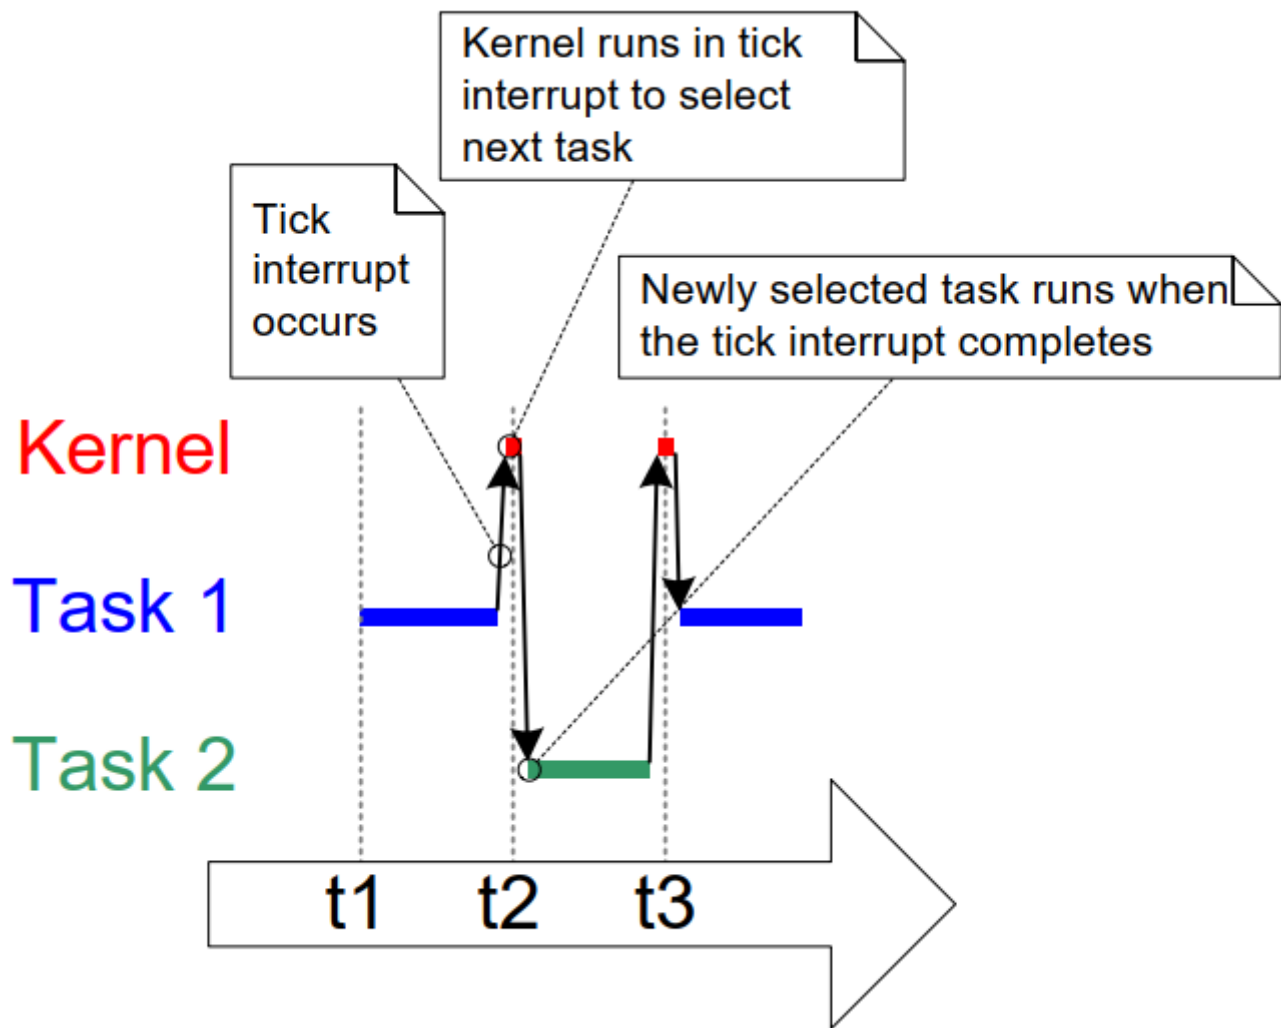 Kernel runs in tick
interrupt to select
next task
Tick
interrupt
occurs
Newly selected task runs when
the tick interrupt completes
Kernel
Task 1
Task 2
t1 t2 t3